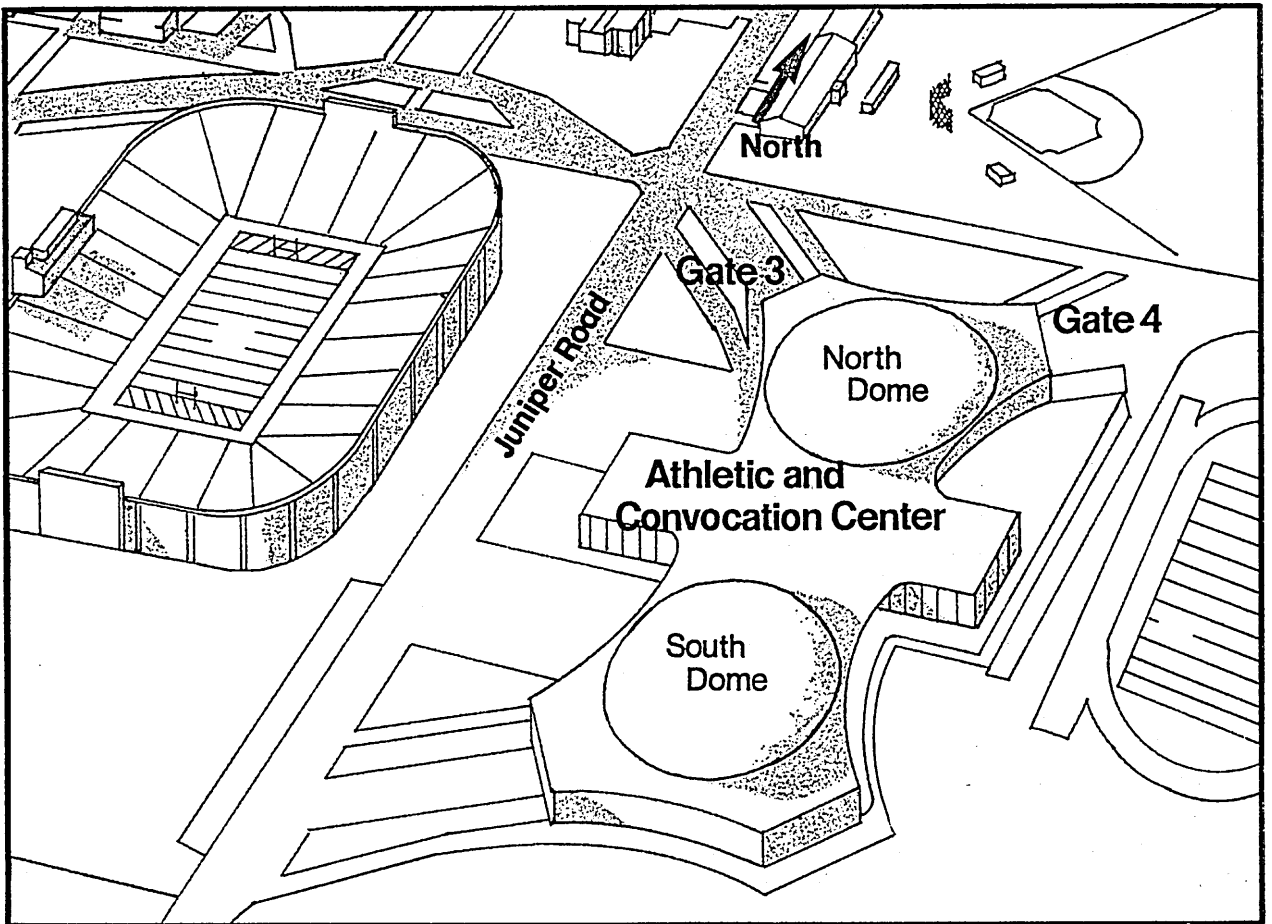 North
Gate 3
Gate 4
Juniper Road
North
Dome
Athletic and
Convocation Center
South
Dome